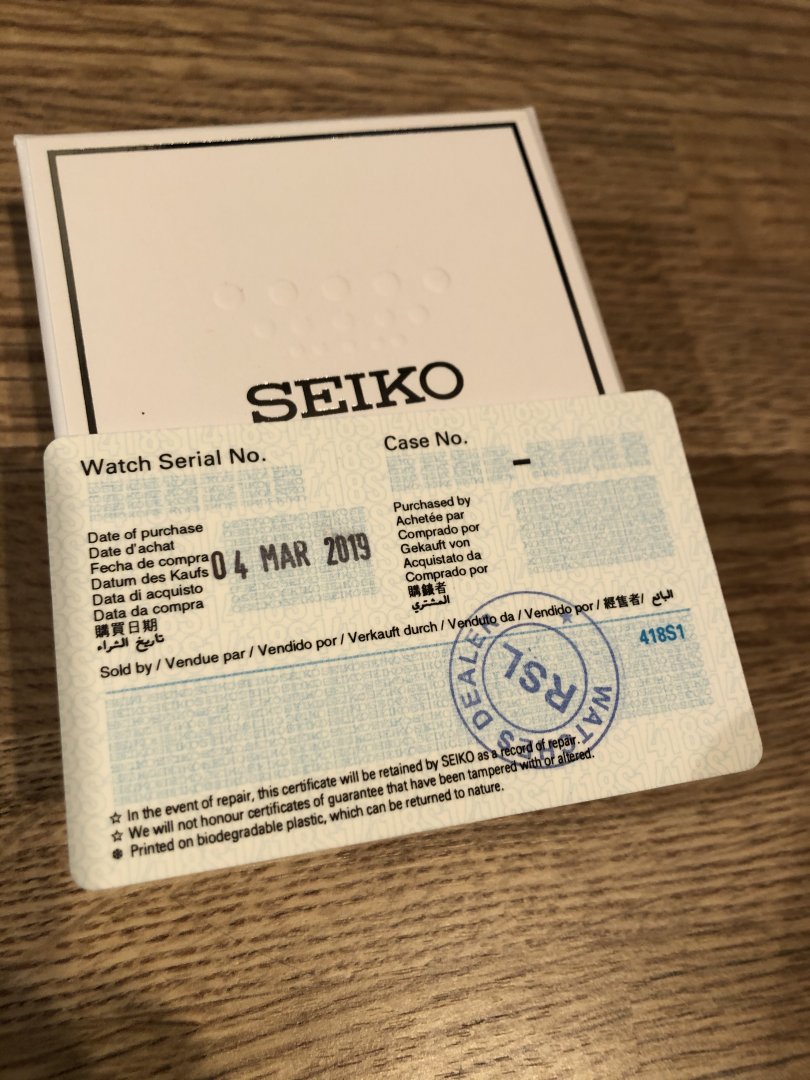 SEIKO
Watch Serial No.
Case No.
-
Date of purchase
Date d'achat
Fecha de compra
Datum des Kaufs
Data di acquisto
Data da compra
購買日期
تاريخ الشراء
04 MAR 2019
Purchased by
Achetée par
Comprado por
Gekauft von
Acquistato da
Comprado por
購錶者
المشتري
Sold by / Vendue par / Vendido por / Verkauft durch / Venduto da / Vendido por / 經售者/ البائع
418S1
WATCHES DEALER
RSL
☆ In the event of repair, this certificate will be retained by SEIKO as a record of repair.
☆ We will not honour certificates of guarantee that have been tampered with or altered.
❅ Printed on biodegradable plastic, which can be returned to nature.